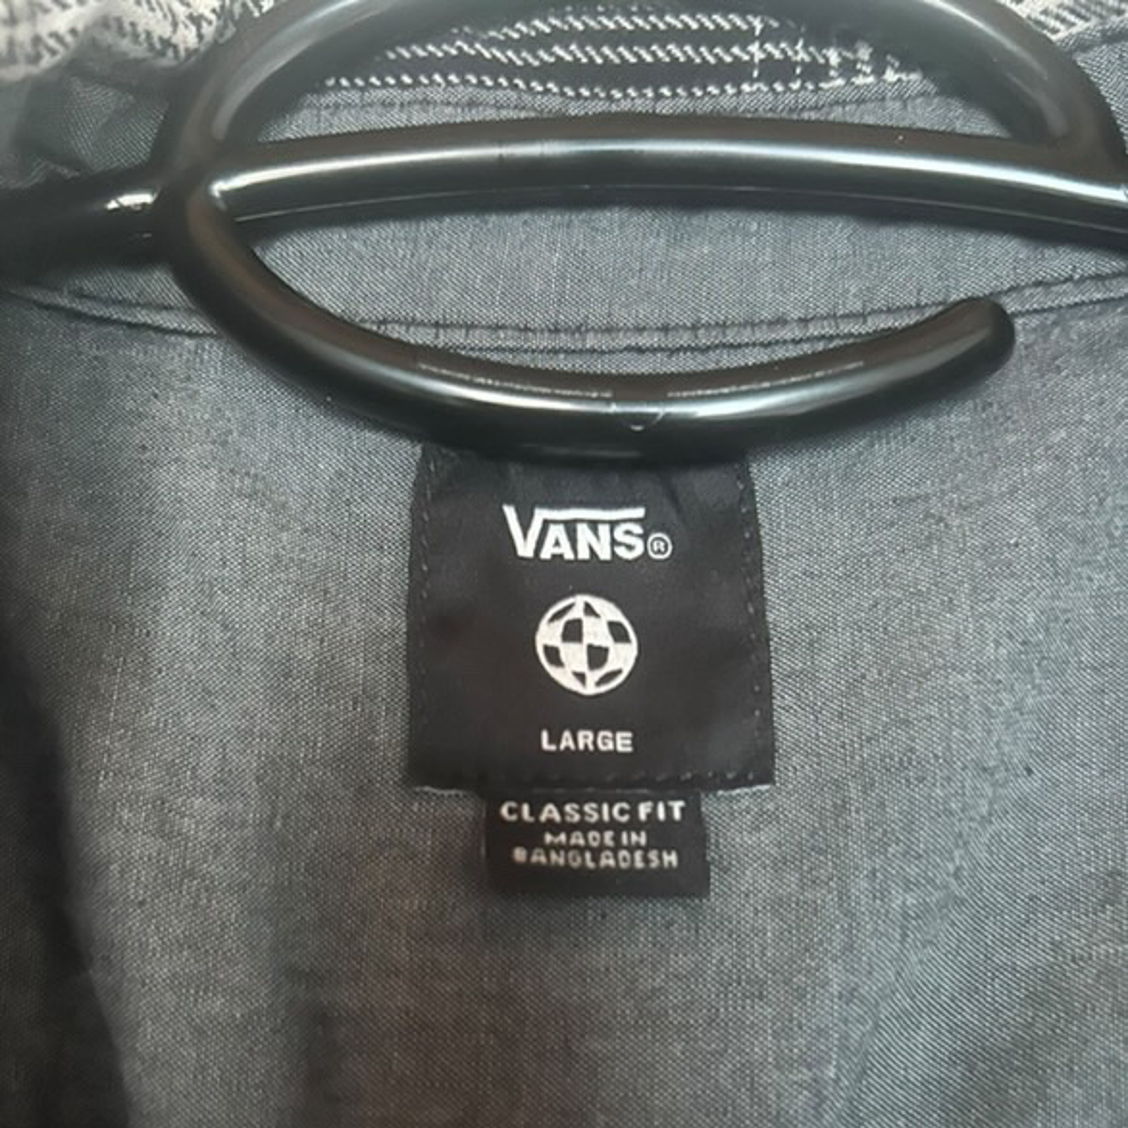 VANS®
LARGE
CLASSIC FIT
MADE IN
BANGLADESH